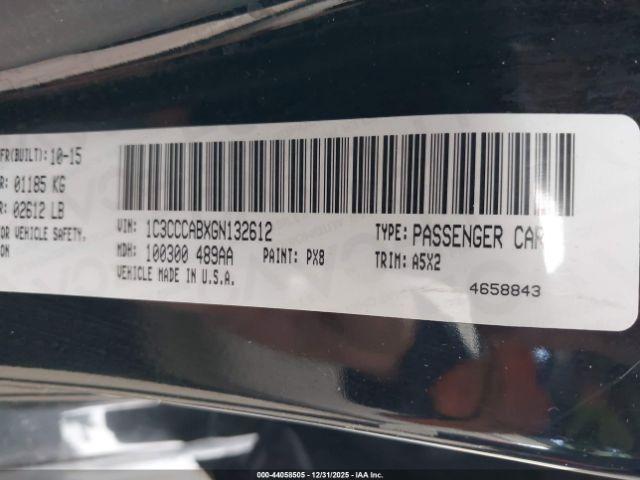 FR(BUILT): 10-15
R: 01185 KG
R: 02612 LB
OR VEHICLE SAFETY,
ION
VIN: 1C3CCCABXGN132612
MDH: 100300 489AA
PAINT: PX8
VEHICLE MADE IN U.S.A.
TYPE: PASSENGER CAR
TRIM: A5X2
4658843
000-44058505 - 12/31/2025 - IAA Inc.